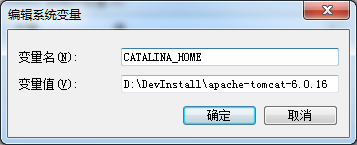 编辑系统变量
变量名(N): CATALINA_HOME
变量值(V): D:\DevInstall\apache-tomcat-6.0.16
确定 取消